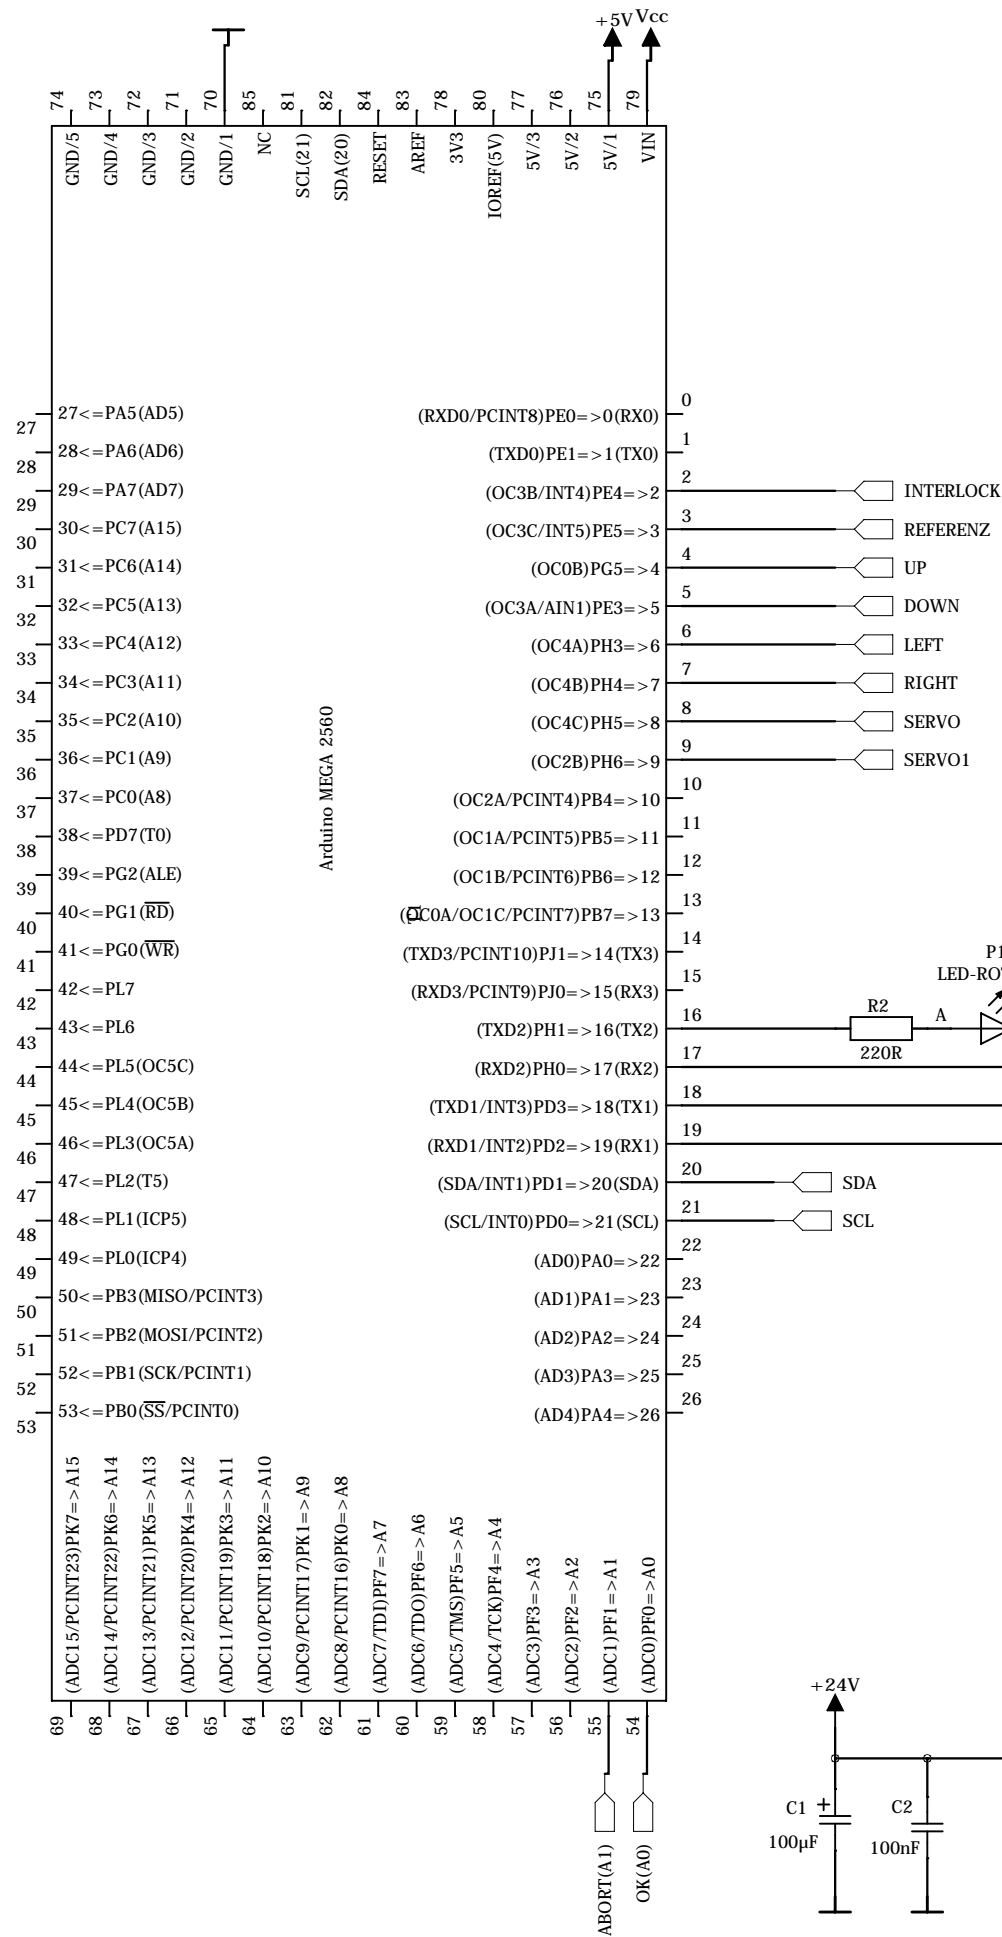 +5V Vcc
74 73 72 71 70 85 81 82 84 83 78 80 77 76 75 79
GND/5
GND/4
GND/3
GND/2
GND/1
NC
SCL(21)
SDA(20)
RESET
AREF
3V3
IOREF(5V)
5V/3
5V/2
5V/1
VIN
27 27<=PA5(AD5)
28 28<=PA6(AD6)
29 29<=PA7(AD7)
30 30<=PC7(A15)
31 31<=PC6(A14)
32 32<=PC5(A13)
33 33<=PC4(A12)
34 34<=PC3(A11)
35 35<=PC2(A10)
36 36<=PC1(A9)
37 37<=PC0(A8)
38 38<=PD7(T0)
39 39<=PG2(ALE)
40 40<=PG1(RD)
41 41<=PG0(WR)
42 42<=PL7
43 43<=PL6
44 44<=PL5(OC5C)
45 45<=PL4(OC5B)
46 46<=PL3(OC5A)
47 47<=PL2(T5)
48 48<=PL1(ICP5)
49 49<=PL0(ICP4)
50 50<=PB3(MISO/PCINT3)
51 51<=PB2(MOSI/PCINT2)
52 52<=PB1(SCK/PCINT1)
53 53<=PB0(SS/PCINT0)
Arduino MEGA 2560
(RXD0/PCINT8)PE0=>0(RX0) 0
(TXD0)PE1=>1(TX0) 1
(OC3B/INT4)PE4=>2 2 INTERLOCK
(OC3C/INT5)PE5=>3 3 REFERENZ
(OC0B)PG5=>4 4 UP
(OC3A/AIN1)PE3=>5 5 DOWN
(OC4A)PH3=>6 6 LEFT
(OC4B)PH4=>7 7 RIGHT
(OC4C)PH5=>8 8 SERVO
(OC2B)PH6=>9 9 SERVO1
(OC2A/PCINT4)PB4=>10 10
(OC1A/PCINT5)PB5=>11 11
(OC1B/PCINT6)PB6=>12 12
(OC0A/OC1C/PCINT7)PB7=>13 13
(TXD3/PCINT10)PJ1=>14(TX3) 14
(RXD3/PCINT9)PJ0=>15(RX3) 15
(TXD2)PH1=>16(TX2) 16
(RXD2)PH0=>17(RX2) 17
(TXD1/INT3)PD3=>18(TX1) 18
(RXD1/INT2)PD2=>19(RX1) 19
(SDA/INT1)PD1=>20(SDA) 20 SDA
(SCL/INT0)PD0=>21(SCL) 21 SCL
(AD0)PA0=>22 22
(AD1)PA1=>23 23
(AD2)PA2=>24 24
(AD3)PA3=>25 25
(AD4)PA4=>26 26
P1
LED-ROT
R2
220R
A
(ADC15/PCINT23)PK7=>A15
(ADC14/PCINT22)PK6=>A14
(ADC13/PCINT21)PK5=>A13
(ADC12/PCINT20)PK4=>A12
(ADC11/PCINT19)PK3=>A11
(ADC10/PCINT18)PK2=>A10
(ADC9/PCINT17)PK1=>A9
(ADC8/PCINT16)PK0=>A8
(ADC7/TDI)PF7=>A7
(ADC6/TDO)PF6=>A6
(ADC5/TMS)PF5=>A5
(ADC4/TCK)PF4=>A4
(ADC3)PF3=>A3
(ADC2)PF2=>A2
(ADC1)PF1=>A1
(ADC0)PF0=>A0
69 68 67 66 65 64 63 62 61 60 59 58 57 56 55 54
ABORT(A1)
OK(A0)
+24V
C1 +
100µF
C2
100nF